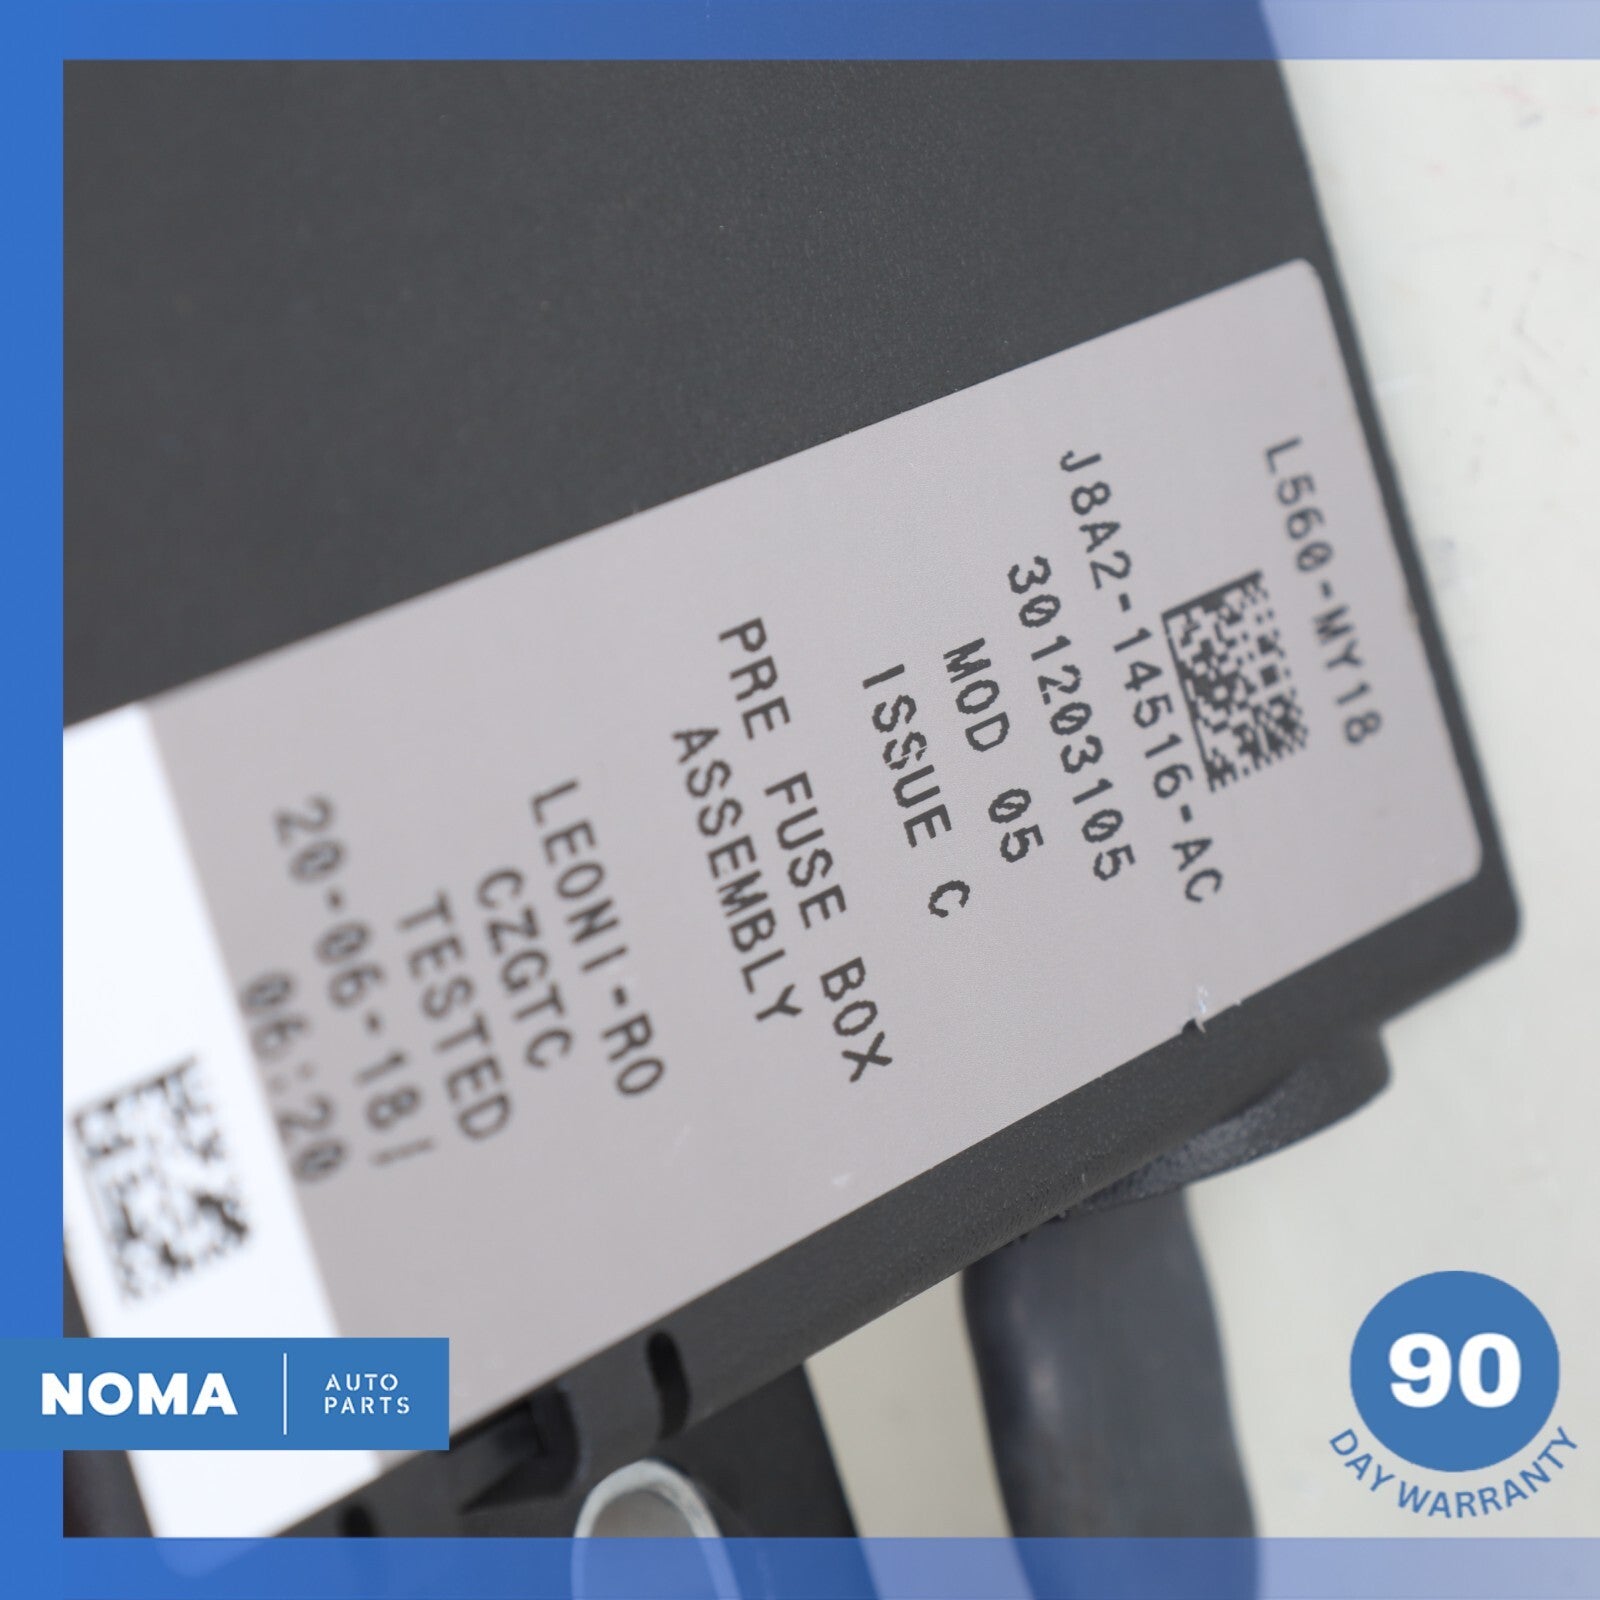 L560-MY18
J8A2-14516-AC
301203105
MOD 05
ISSUE C
PRE FUSE BOX
ASSEMBLY
LEONI-RO
CZGTC
TESTED
20-06-18|
06:20
NOMA
AUTO
PARTS
90
DAY WARRANTY